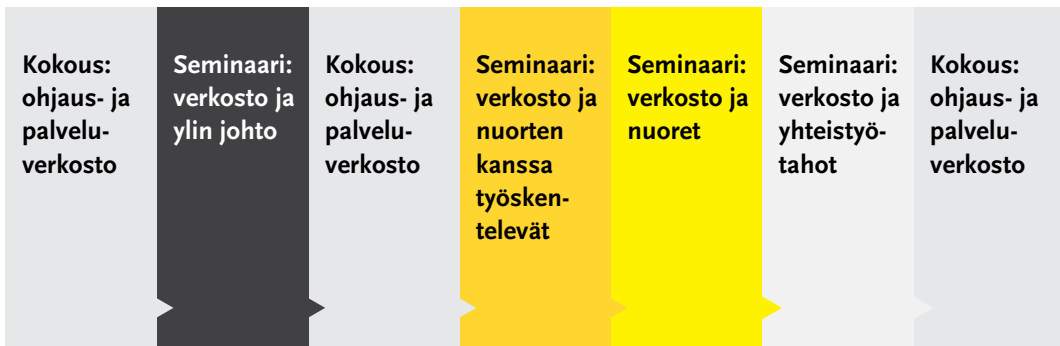 Kokous:
ohjaus- ja
palvelu-
verkosto
Seminaari:
verkosto ja
ylin johto
Kokous:
ohjaus- ja
palvelu-
verkosto
Seminaari:
verkosto ja
nuorten
kanssa
työsken-
televät
Seminaari:
verkosto ja
nuoret
Seminaari:
verkosto ja
yhteistyö-
tahot
Kokous:
ohjaus- ja
palvelu-
verkosto